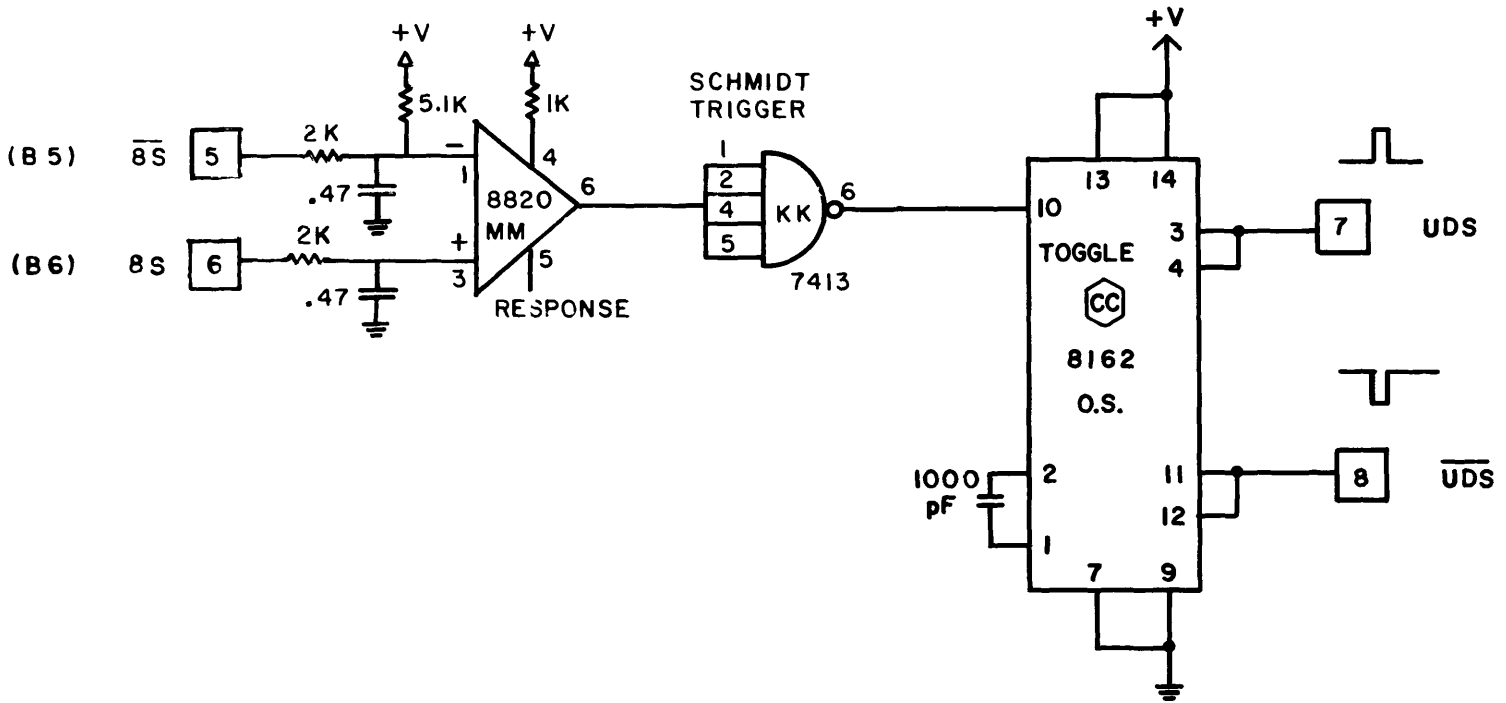 +V
+V
+V
SCHMIDT
TRIGGER
5.1K
1K
(B5) 8S 5
2K
-
1
4
.47
8820
MM
6
1
2
4
5
KK
6
7413
(B6) 8S 6
2K
+
3
5
.47
RESPONSE
13 14
10
TOGGLE
CC
8162
O.S.
3
4
7 UDS
2
1
1000
pF
11
12
8 UDS
7 9